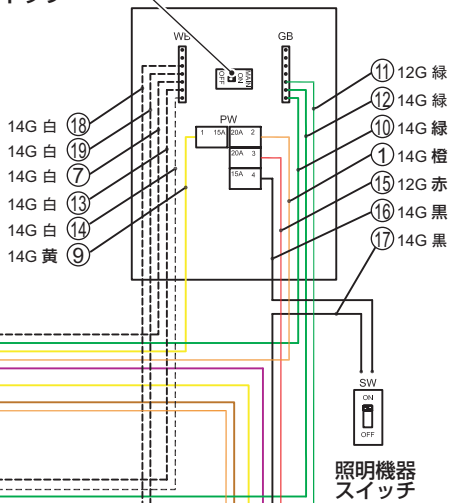 WB
GB
OFF
ON
MAIN
PW
1 15A
20A 2
20A 3
15A 4
14G 白 ⑱
14G 白 ⑲
14G 白 ⑦
14G 白 ⑬
14G 白 ⑭
14G 黄 ⑨
⑪ 12G 緑
⑫ 14G 緑
⑩ 14G 緑
① 14G 橙
⑮ 12G 赤
⑯ 14G 黒
⑰ 14G 黒
SW
ON
OFF
照明機器
スイッチ